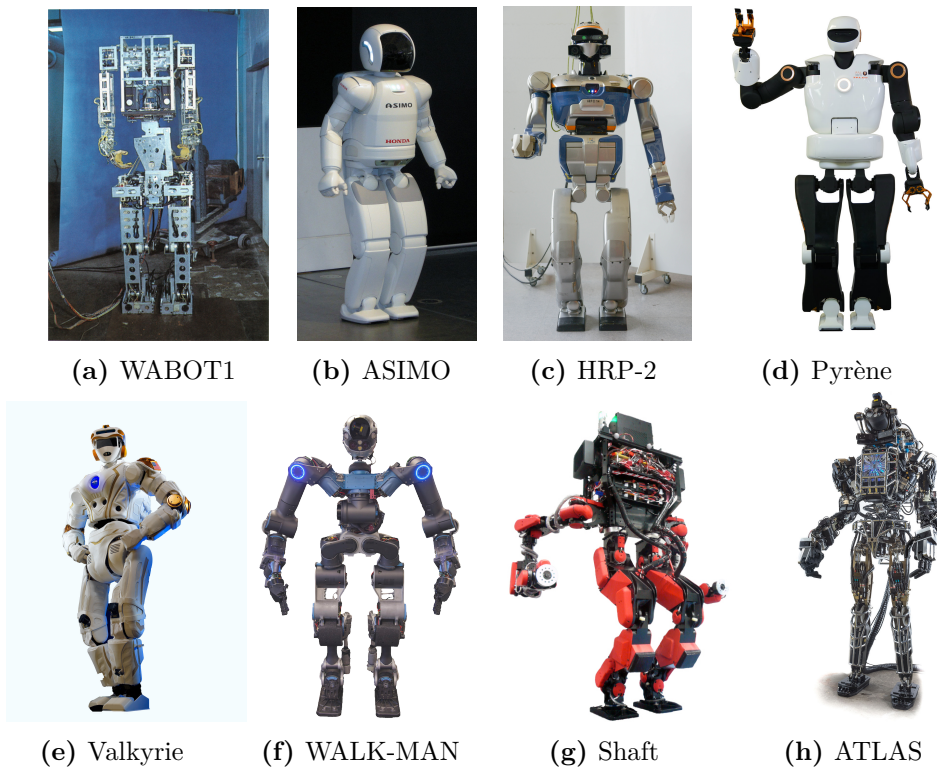 ASIMO
HONDA
(a) WABOT1
(b) ASIMO
(c) HRP-2
(d) Pyrène
(e) Valkyrie
(f) WALK-MAN
(g) Shaft
(h) ATLAS